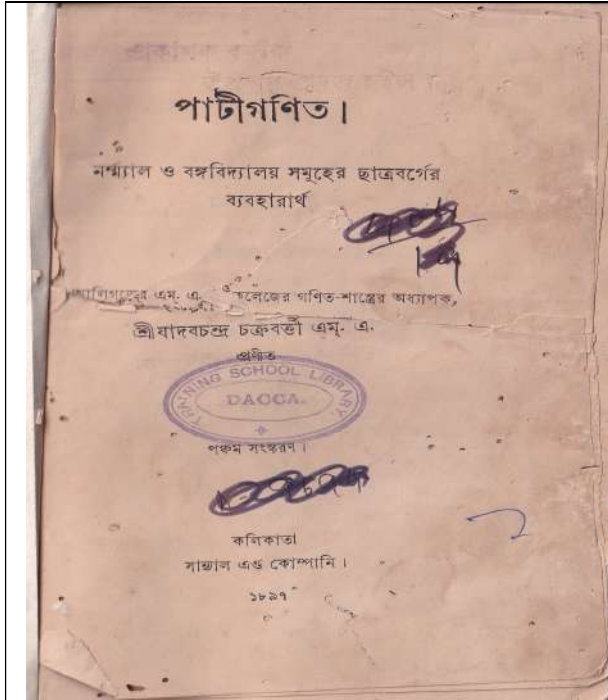 পাটীগণিত।
নর্ম্ম্যাল ও বঙ্গবিদ্যালয় সমূহের ছাত্রবর্গের
ব্যবহারার্থ
এম্. এ. গণিত-শাস্ত্রের অধ্যাপক,
শ্রীযাদবচন্দ্র চক্রবর্ত্তী এম্. এ.
প্রণীত
TRAINING SCHOOL LIBRARY
DACCA.
পঞ্চম সংস্করণ।
কলিকাতা
সান্ন্যাল এণ্ড কোম্পানি।
১৮৯৭